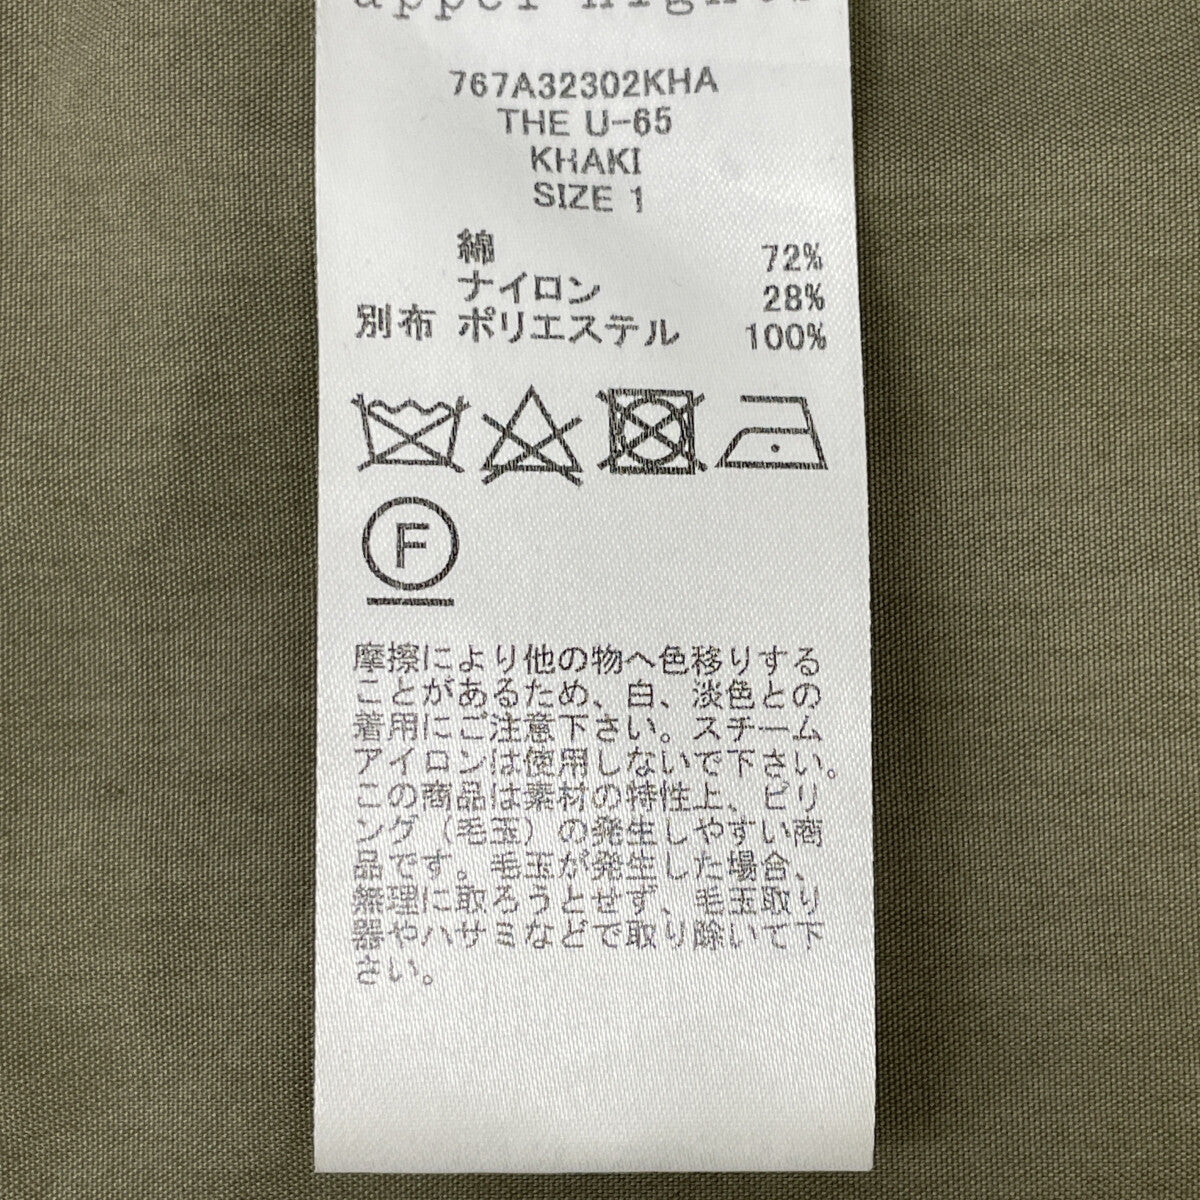 767A32302KHA
THE U-65
KHAKI
SIZE 1
綿 72%
ナイロン 28%
別布 ポリエステル 100%
F
摩擦により他の物へ色移りする
ことがあるため、白、淡色との
着用にご注意下さい。スチーム
アイロンは使用しないで下さい。
この商品は素材の特性上、ピリ
ング（毛玉）の発生しやすい商
品です。毛玉が発生した場合、
無理に取ろうとせず、毛玉取り
器やハサミなどで取り除いて下
さい。